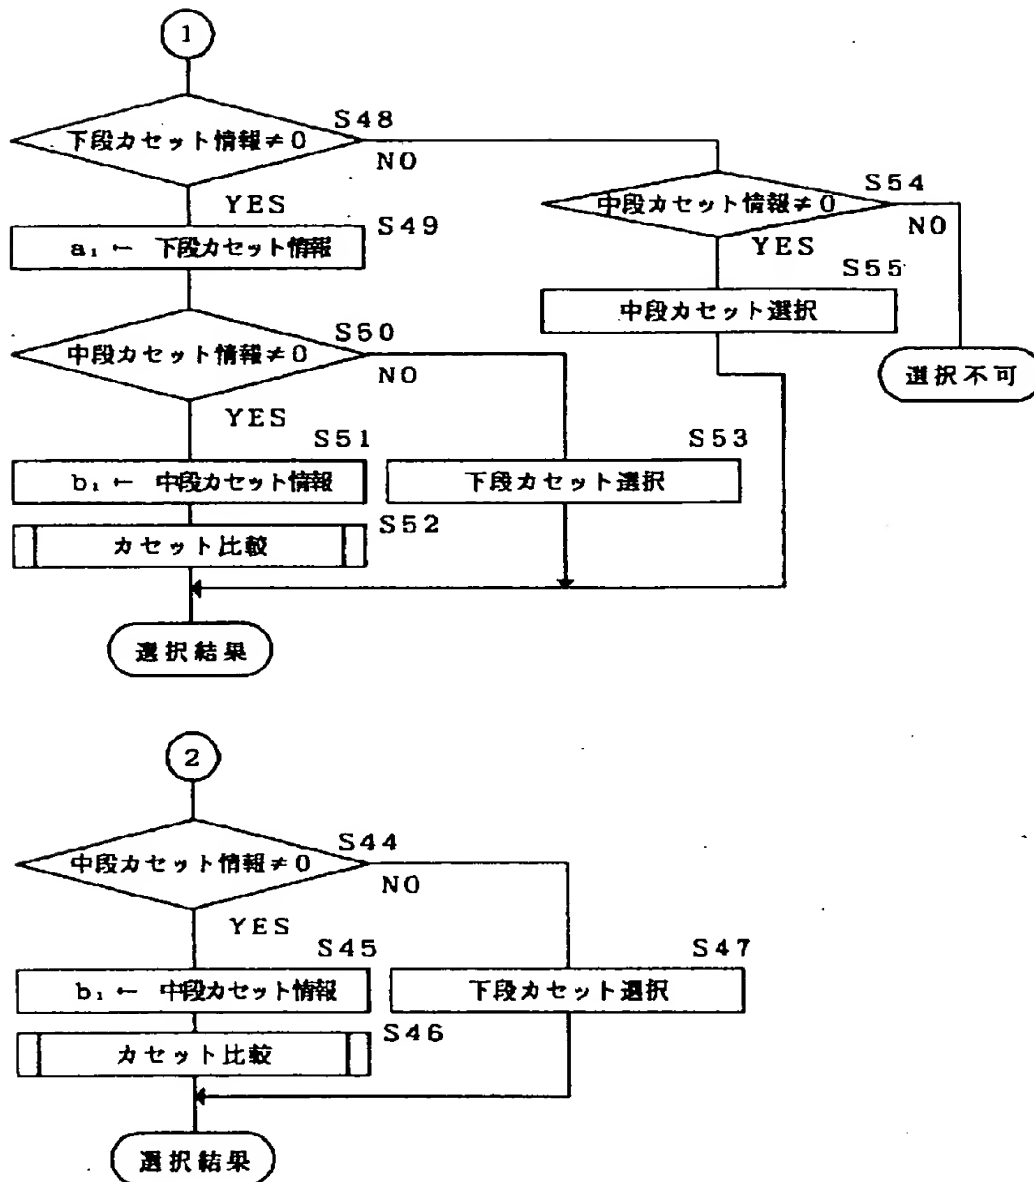 1
下段カセット情報≠0
S48
NO
YES
a₁ ← 下段カセット情報
S49
中段カセット情報≠0
S54
NO
YES
中段カセット選択
S55
選択不可
中段カセット情報≠0
S50
NO
YES
b₁ ← 中段カセット情報
S51
下段カセット選択
S53
カセット比較
S52
選択結果
2
中段カセット情報≠0
S44
NO
YES
b₁ ← 中段カセット情報
S45
下段カセット選択
S47
カセット比較
S46
選択結果